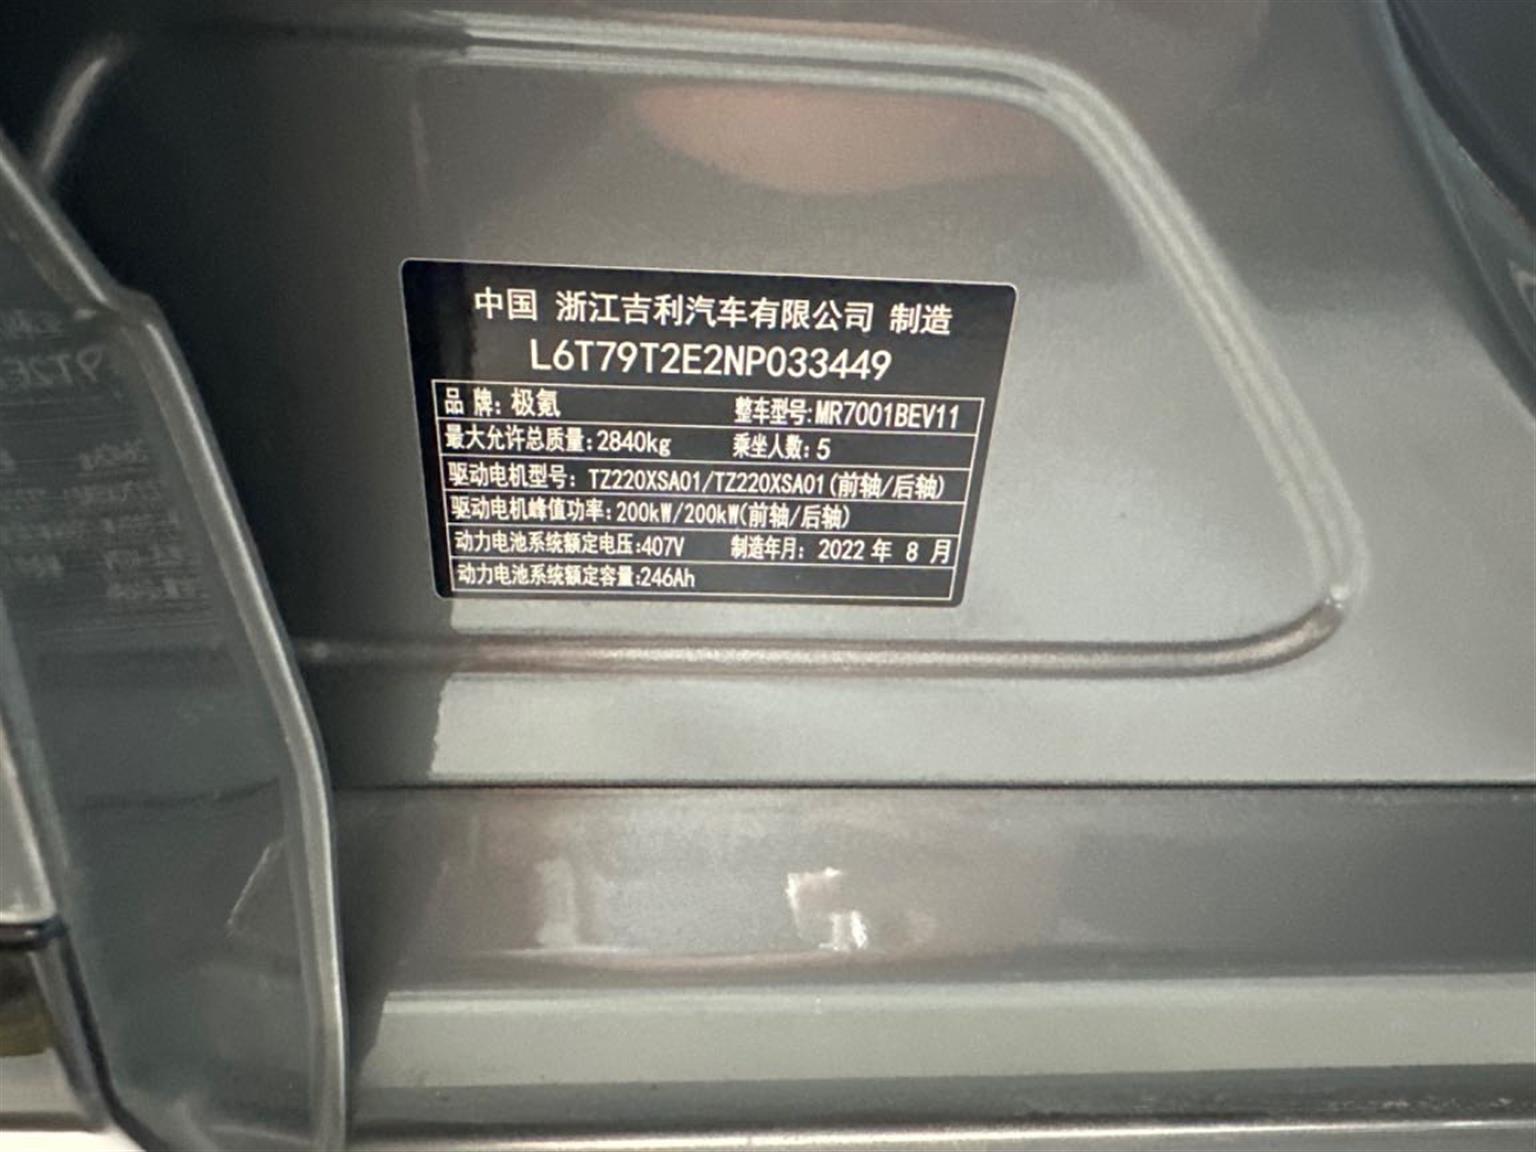 中国 浙江吉利汽车有限公司 制造
L6T79T2E2NP033449
品 牌: 极氪 整车型号:MR7001BEV11
最大允许总质量:2840kg 乘坐人数: 5
驱动电机型号: TZ220XSA01/TZ220XSA01(前轴/后轴)
驱动电机峰值功率:200kW/200kW(前轴/后轴)
动力电池系统额定电压:407V 制造年月: 2022 年 8 月
动力电池系统额定容量:246Ah